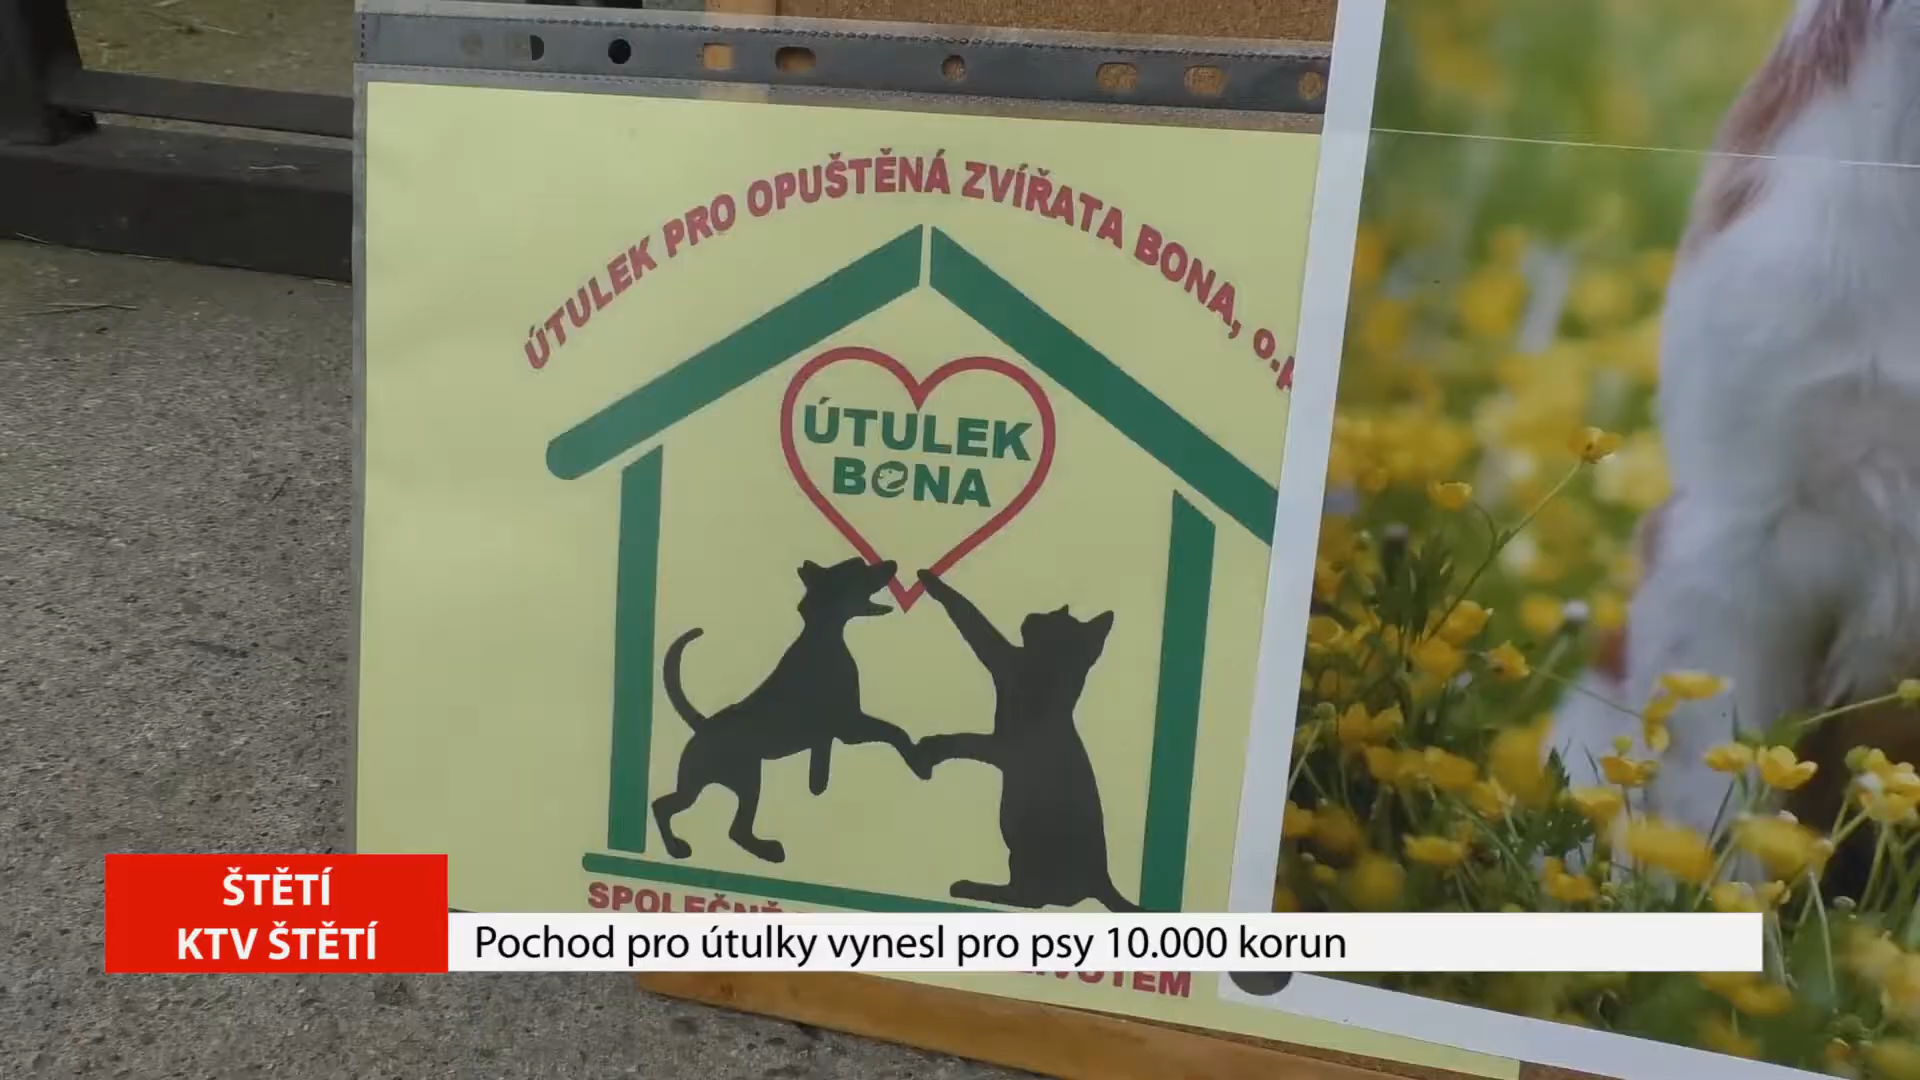 ÚTULEK PRO OPUŠTĚNÁ ZVÍŘATA BONA, o.
ÚTULEK
BONA
SPOLEČNĚ
ŠTĚTÍ
KTV ŠTĚTÍ
Pochod pro útulky vynesl pro psy 10.000 korun